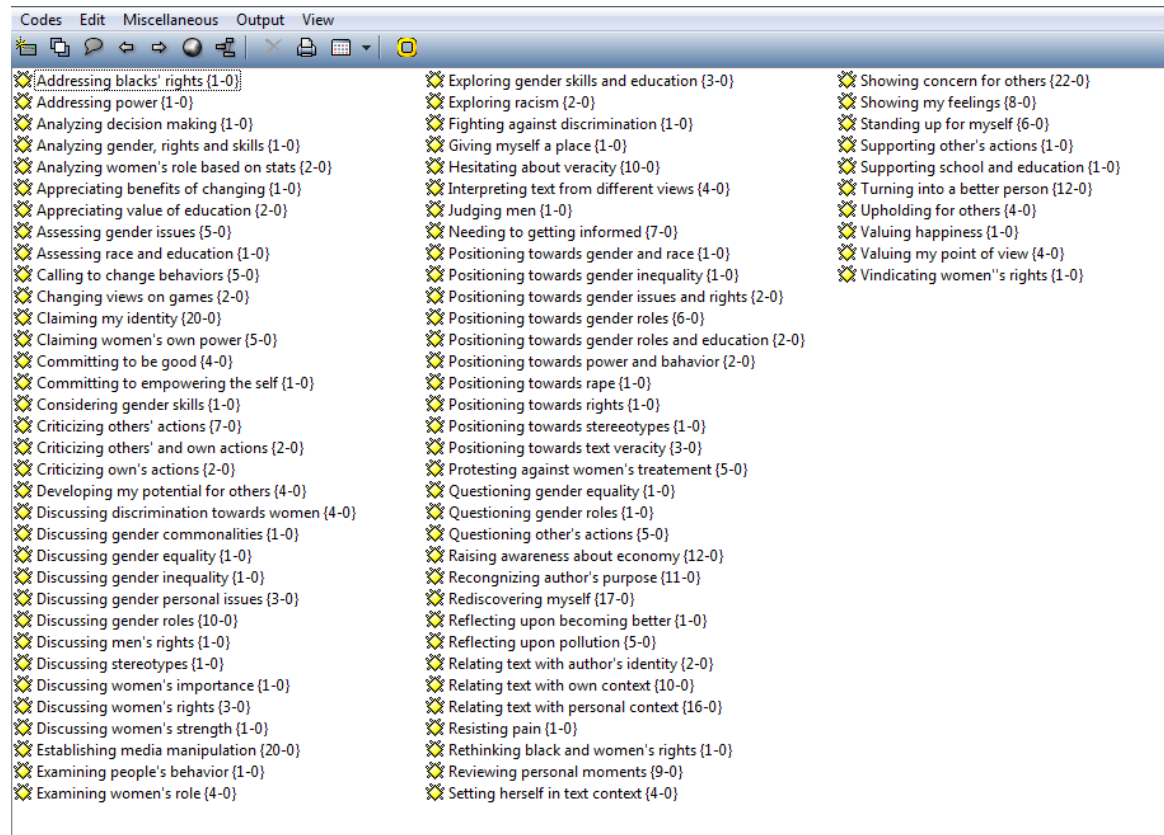 Codes Edit Miscellaneous Output View
Addressing blacks' rights {1-0}
Addressing power {1-0}
Analyzing decision making {1-0}
Analyzing gender, rights and skills {1-0}
Analyzing women's role based on stats {2-0}
Appreciating benefits of changing {1-0}
Appreciating value of education {2-0}
Assessing gender issues {5-0}
Assessing race and education {1-0}
Calling to change behaviors {5-0}
Changing views on games {2-0}
Claiming my identity {20-0}
Claiming women's own power {5-0}
Committing to be good {4-0}
Committing to empowering the self {1-0}
Considering gender skills {1-0}
Criticizing others' actions {7-0}
Criticizing others' and own actions {2-0}
Criticizing own's actions {2-0}
Developing my potential for others {4-0}
Discussing discrimination towards women {4-0}
Discussing gender commonalities {1-0}
Discussing gender equality {1-0}
Discussing gender inequality {1-0}
Discussing gender personal issues {3-0}
Discussing gender roles {10-0}
Discussing men's rights {1-0}
Discussing stereotypes {1-0}
Discussing women's importance {1-0}
Discussing women's rights {3-0}
Discussing women's strength {1-0}
Establishing media manipulation {20-0}
Examining people's behavior {1-0}
Examining women's role {4-0}
Exploring gender skills and education {3-0}
Exploring racism {2-0}
Fighting against discrimination {1-0}
Giving myself a place {1-0}
Hesitating about veracity {10-0}
Interpreting text from different views {4-0}
Judging men {1-0}
Needing to getting informed {7-0}
Positioning towards gender and race {1-0}
Positioning towards gender inequality {1-0}
Positioning towards gender issues and rights {2-0}
Positioning towards gender roles {6-0}
Positioning towards gender roles and education {2-0}
Positioning towards power and bahavior {2-0}
Positioning towards rape {1-0}
Positioning towards rights {1-0}
Positioning towards stereeotypes {1-0}
Positioning towards text veracity {3-0}
Protesting against women's treatement {5-0}
Questioning gender equality {1-0}
Questioning gender roles {1-0}
Questioning other's actions {5-0}
Raising awareness about economy {12-0}
Recongnizing author's purpose {11-0}
Rediscovering myself {17-0}
Reflecting upon becoming better {1-0}
Reflecting upon pollution {5-0}
Relating text with author's identity {2-0}
Relating text with own context {10-0}
Relating text with personal context {16-0}
Resisting pain {1-0}
Rethinking black and women's rights {1-0}
Reviewing personal moments {9-0}
Setting herself in text context {4-0}
Showing concern for others {22-0}
Showing my feelings {8-0}
Standing up for myself {6-0}
Supporting other's actions {1-0}
Supporting school and education {1-0}
Turning into a better person {12-0}
Upholding for others {4-0}
Valuing happiness {1-0}
Valuing my point of view {4-0}
Vindicating women''s rights {1-0}